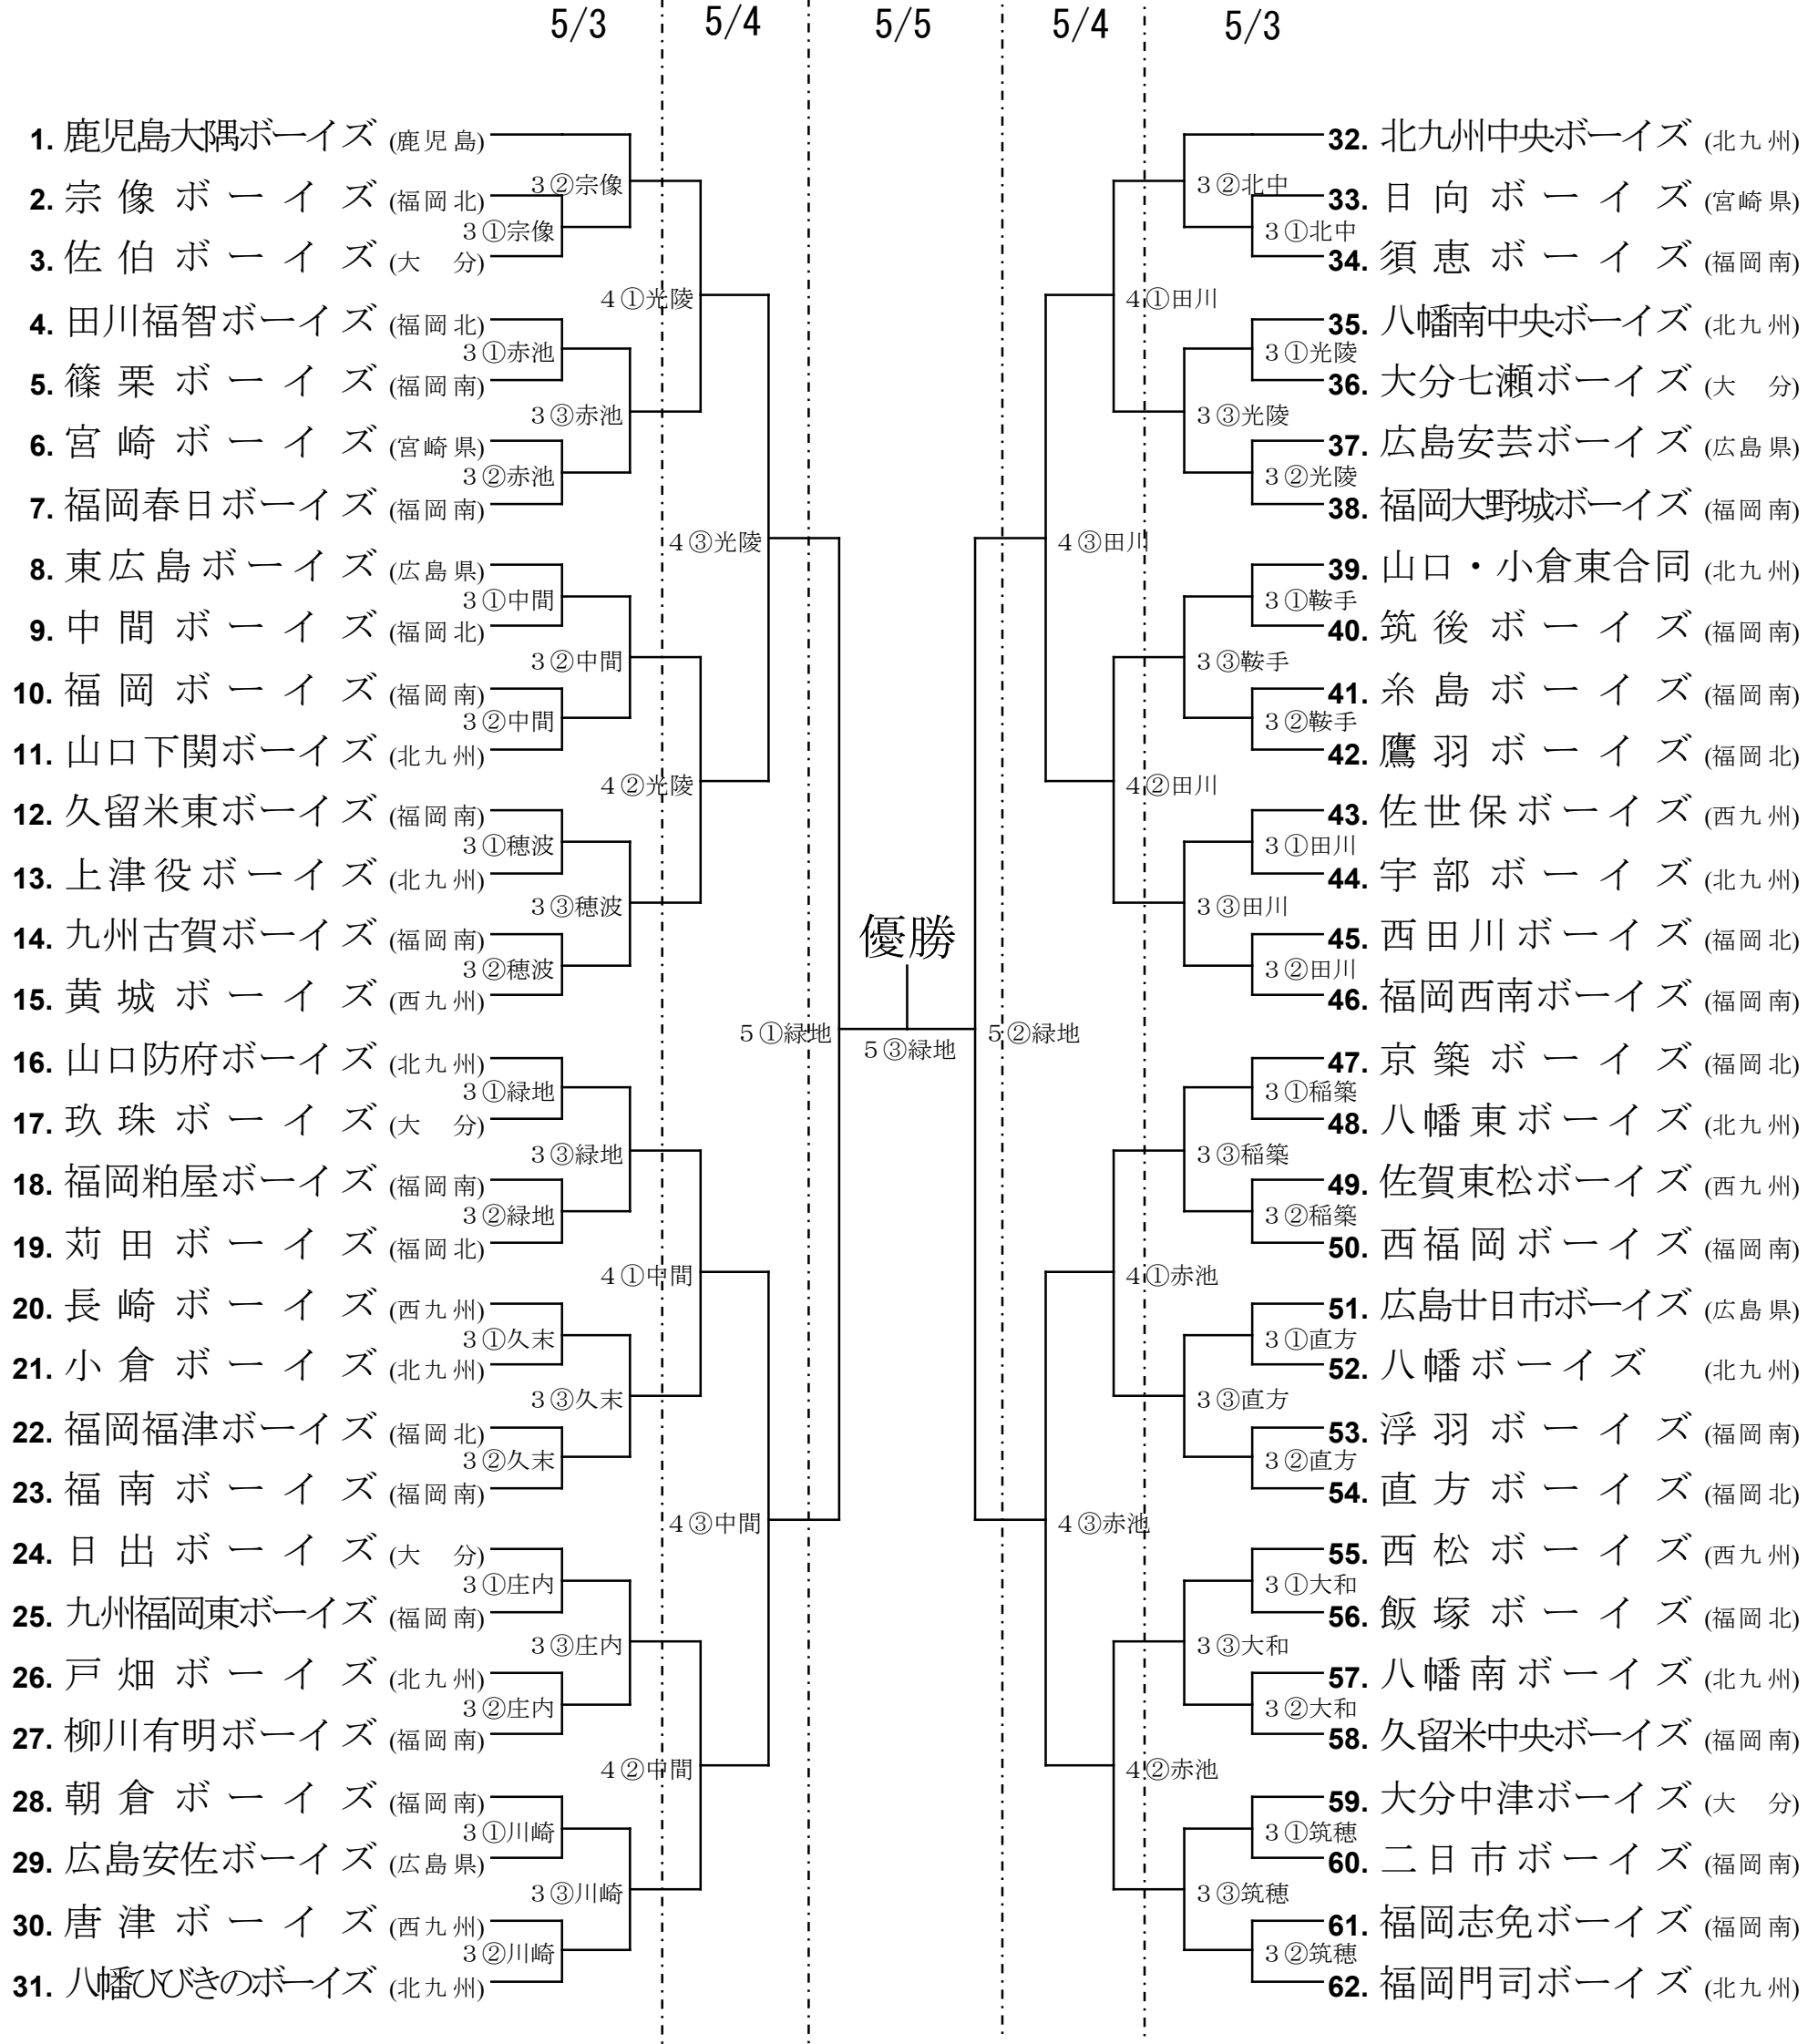 5/3 5/4 5/5 5/4 5/3
1. 鹿児島大隅ボーイズ (鹿児島)
3②宗像
2. 宗像ボーイズ (福岡北)
3①宗像
3. 佐伯ボーイズ (大 分)
4①光陵
4. 田川福智ボーイズ (福岡北)
3①赤池
5. 篠栗ボーイズ (福岡南)
3③赤池
6. 宮崎ボーイズ (宮崎県)
3②赤池
7. 福岡春日ボーイズ (福岡南)
4③光陵
8. 東広島ボーイズ (広島県)
3①中間
9. 中間ボーイズ (福岡北)
3②中間
10. 福岡ボーイズ (福岡南)
3②中間
11. 山口下関ボーイズ (北九州)
4②光陵
12. 久留米東ボーイズ (福岡南)
3①穂波
13. 上津役ボーイズ (北九州)
3③穂波
14. 九州古賀ボーイズ (福岡南)
3②穂波
15. 黄城ボーイズ (西九州)
5①緑地
16. 山口防府ボーイズ (北九州)
3①緑地
17. 玖珠ボーイズ (大 分)
3③緑地
18. 福岡粕屋ボーイズ (福岡南)
3②緑地
19. 苅田ボーイズ (福岡北)
4①中間
20. 長崎ボーイズ (西九州)
3①久末
21. 小倉ボーイズ (北九州)
3③久末
22. 福岡福津ボーイズ (福岡北)
3②久末
23. 福南ボーイズ (福岡南)
4③中間
24. 日出ボーイズ (大 分)
3①庄内
25. 九州福岡東ボーイズ (福岡南)
3③庄内
26. 戸畑ボーイズ (北九州)
3②庄内
27. 柳川有明ボーイズ (福岡南)
4②中間
28. 朝倉ボーイズ (福岡南)
3①川崎
29. 広島安佐ボーイズ (広島県)
3③川崎
30. 唐津ボーイズ (西九州)
3②川崎
31. 八幡ひびきのボーイズ (北九州)
優勝
5③緑地
32. 北九州中央ボーイズ (北九州)
3②北中
33. 日向ボーイズ (宮崎県)
3①北中
34. 須恵ボーイズ (福岡南)
4①田川
35. 八幡南中央ボーイズ (北九州)
3①光陵
36. 大分七瀬ボーイズ (大 分)
3③光陵
37. 広島安芸ボーイズ (広島県)
3②光陵
38. 福岡大野城ボーイズ (福岡南)
4③田川
39. 山口・小倉東合同 (北九州)
3①鞍手
40. 筑後ボーイズ (福岡南)
3③鞍手
41. 糸島ボーイズ (福岡南)
3②鞍手
42. 鷹羽ボーイズ (福岡北)
4②田川
43. 佐世保ボーイズ (西九州)
3①田川
44. 宇部ボーイズ (北九州)
3③田川
45. 西田川ボーイズ (福岡北)
3②田川
46. 福岡西南ボーイズ (福岡南)
5②緑地
47. 京築ボーイズ (福岡北)
3①稲築
48. 八幡東ボーイズ (北九州)
3③稲築
49. 佐賀東松ボーイズ (西九州)
3②稲築
50. 西福岡ボーイズ (福岡南)
4①赤池
51. 広島廿日市ボーイズ (広島県)
3①直方
52. 八幡ボーイズ (北九州)
3③直方
53. 浮羽ボーイズ (福岡南)
3②直方
54. 直方ボーイズ (福岡北)
4③赤池
55. 西松ボーイズ (西九州)
3①大和
56. 飯塚ボーイズ (福岡北)
3③大和
57. 八幡南ボーイズ (北九州)
3②大和
58. 久留米中央ボーイズ (福岡南)
4②赤池
59. 大分中津ボーイズ (大 分)
3①筑穂
60. 二日市ボーイズ (福岡南)
3③筑穂
61. 福岡志免ボーイズ (福岡南)
3②筑穂
62. 福岡門司ボーイズ (北九州)